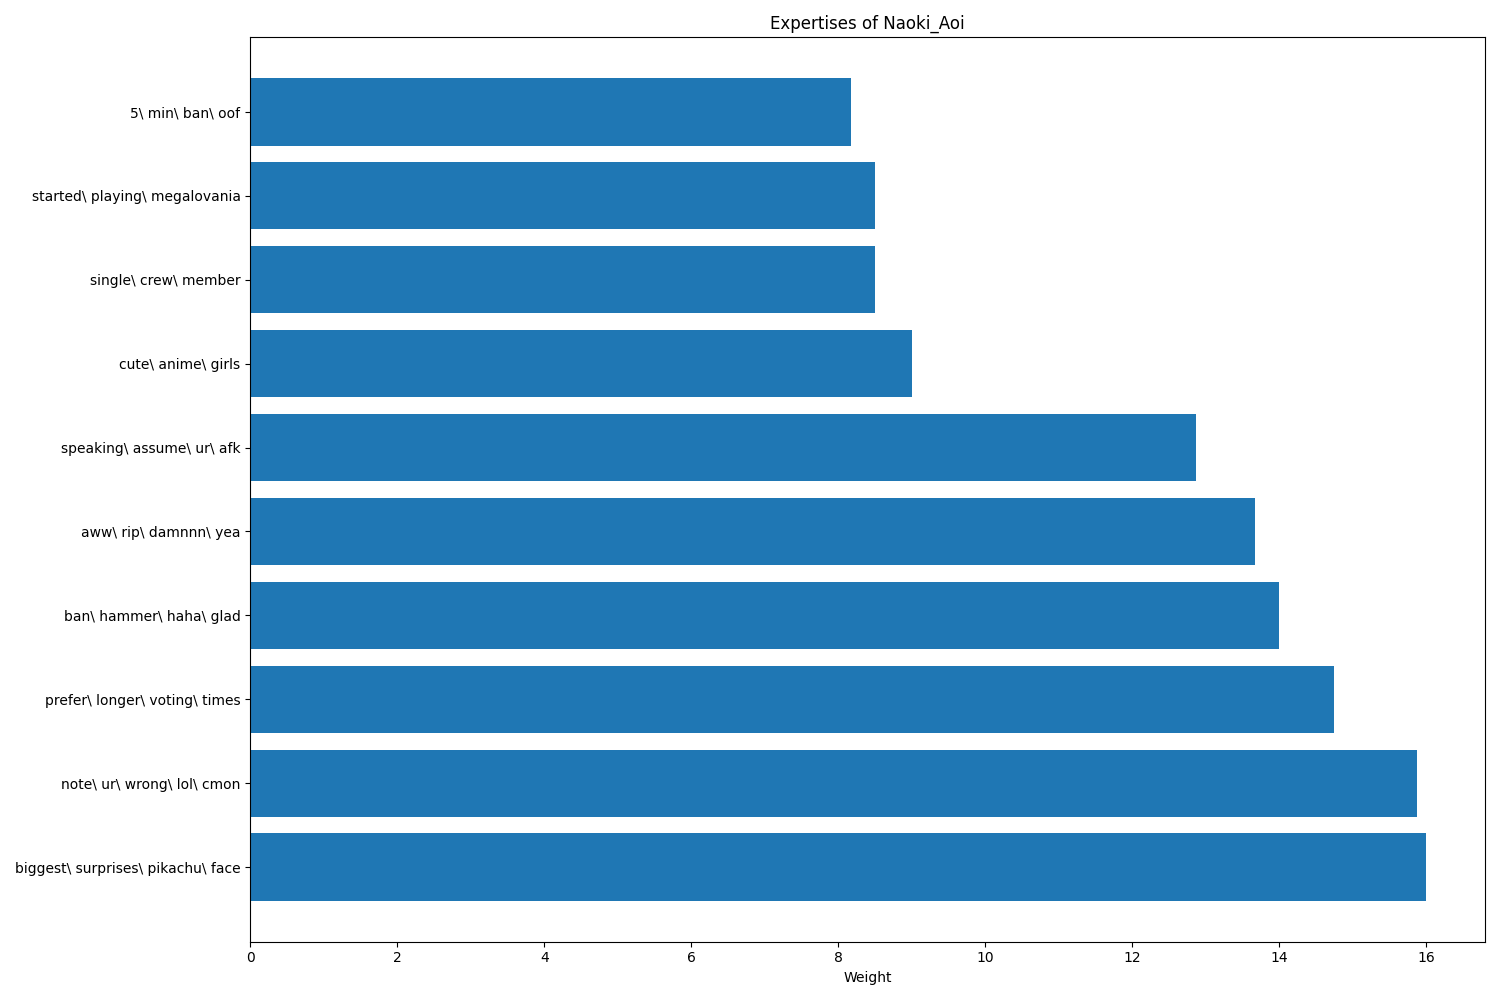 Expertises of Naoki_Aoi
5\ min\ ban\ oof
started\ playing\ megalovania
single\ crew\ member
cute\ anime\ girls
speaking\ assume\ ur\ afk
aww\ rip\ damnnn\ yea
ban\ hammer\ haha\ glad
prefer\ longer\ voting\ times
note\ ur\ wrong\ lol\ cmon
biggest\ surprises\ pikachu\ face
0 2 4 6 8 10 12 14 16
Weight